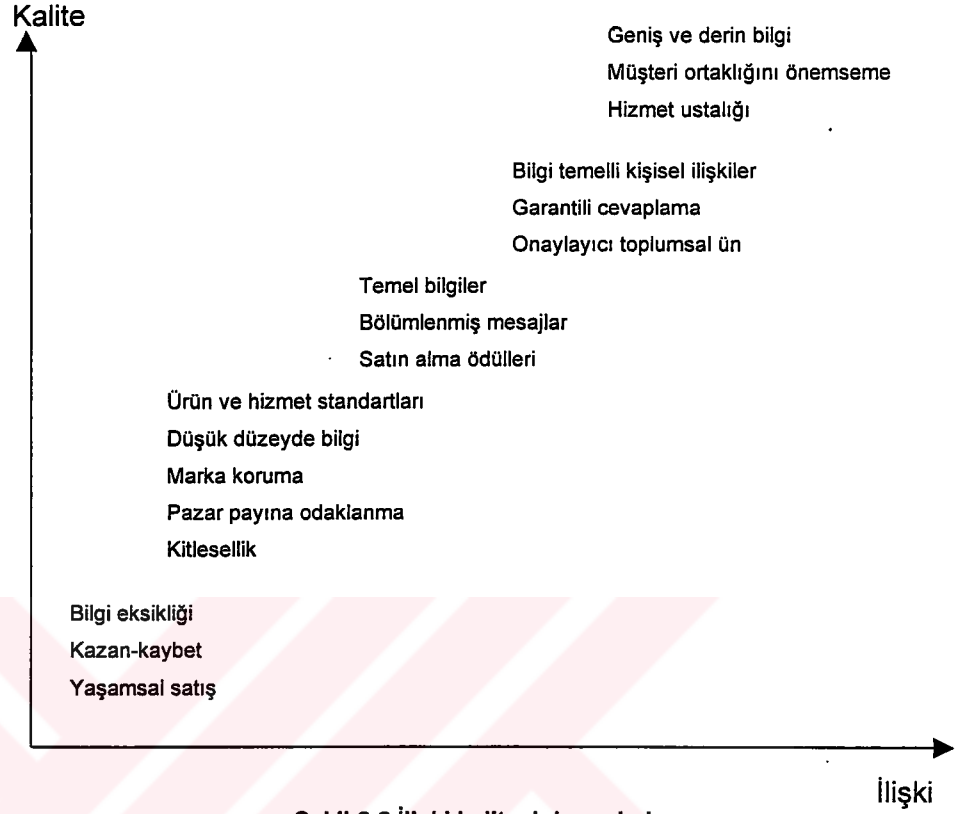 Kalite
Geniş ve derin bilgi
Müşteri ortaklığını önemseme
Hizmet ustalığı
Bilgi temelli kişisel ilişkiler
Garantili cevaplama
Onaylayıcı toplumsal ün
Temel bilgiler
Bölümlenmiş mesajlar
Satın alma ödülleri
Ürün ve hizmet standartları
Düşük düzeyde bilgi
Marka koruma
Pazar payına odaklanma
Kitlesellik
Bilgi eksikliği
Kazan-kaybet
Yaşamsal satış
İlişki